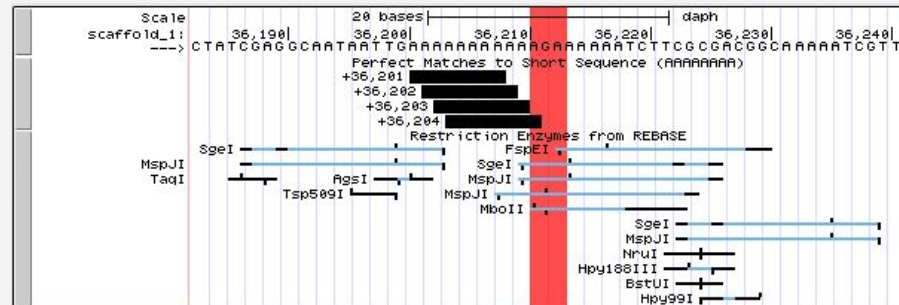 Scale 20 bases daph
scaffold_1: 36,190 36,200 36,210 36,220 36,230 36,240
---> CTATCGAGGCAATAATTGAAAAAAAAAAAGAAAAAATCTTCGCGACGGCAAAAATCGTT
Perfect Matches to Short Sequence (AAAAAAAA)
+36,201
+36,202
+36,203
+36,204
Restriction Enzymes from REBASE
SgeI FspEI
MspJI SgeI
TaqI AgsI MspJI
Tsp509I MspJI
MboII
SgeI
MspJI
NruI
Hpy188III
BstUI
Hpy99I